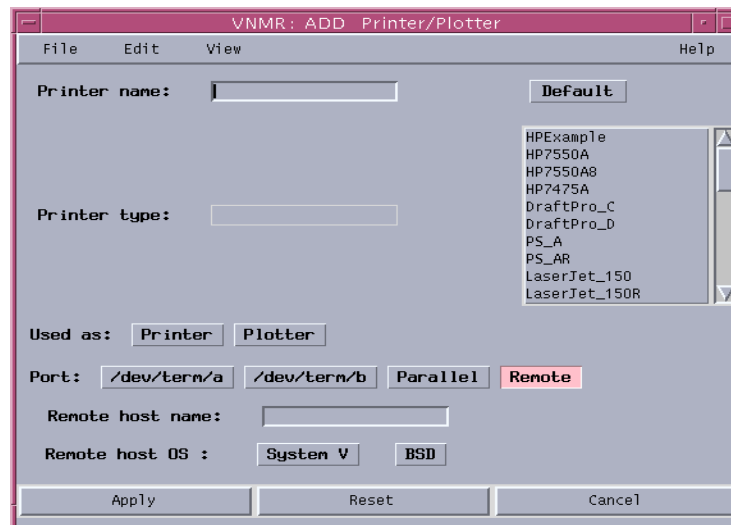 VNMR: ADD Printer/Plotter
File Edit View Help
Printer name: Default
HPExample
HP7550A
HP7550A8
HP7475A
Printer type: DraftPro_C
DraftPro_D
PS_A
PS_AR
LaserJet_150
LaserJet_150R
Used as: Printer Plotter
Port: /dev/term/a /dev/term/b Parallel Remote
Remote host name:
Remote host OS : System V BSD
Apply Reset Cancel